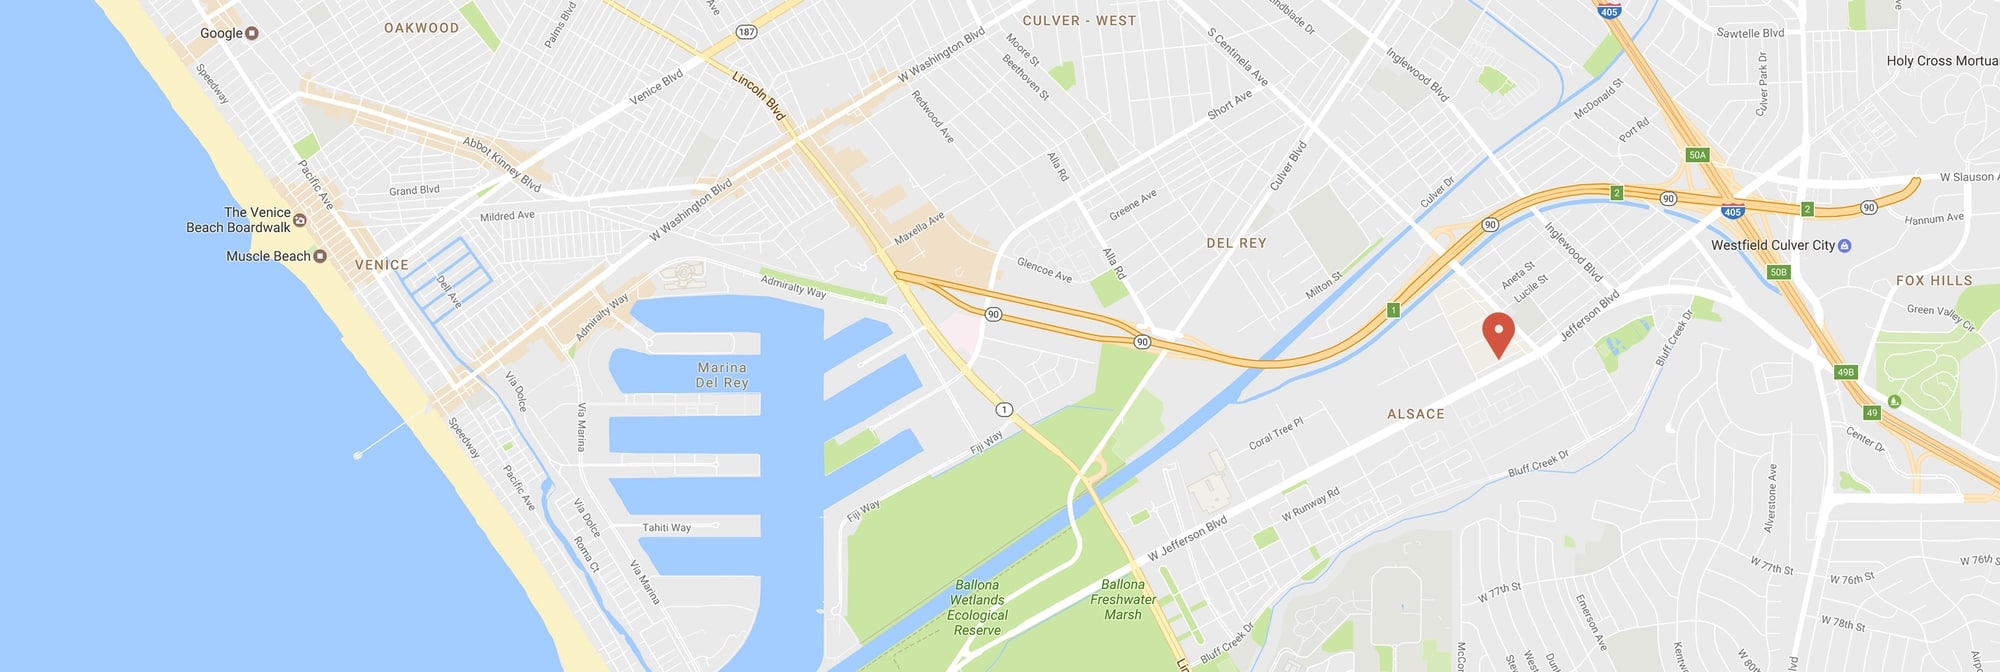 OAKWOOD
Google
Speedway
Palms Blvd
Ave
187
Venice Blvd
Lincoln Blvd
W Washington Blvd
CULVER - WEST
Moore St
Beethoven St
Redwood Ave
S Centinela Ave
Short Ave
Inglewood Blvd
405
McDonald St
Port Rd
Sawtelle Blvd
Culver Park Dr
Holy Cross Mortua
50A
W Slauson A
Pacific Ave
Abbot Kinney Blvd
Grand Blvd
Mildred Ave
W Washington Blvd
Alla Rd
Greene Ave
Culver Blvd
Culver Dr
2
90
405
2
90
Hannum Ave
The Venice
Beach Boardwalk
Muscle Beach
VENICE
Dell Ave
Maxella Ave
Glencoe Ave
Alla Rd
DEL REY
Milton St
90
Inglewood Blvd
Aneta St
Lucile St
Westfield Culver City
50B
FOX HILLS
Green Valley Cir
Admiralty Way
Admiralty Way
90
90
1
Jefferson Blvd
Bluff Creek Dr
Marina
Del Rey
Via Dolce
Via Marina
1
49B
49
ALSACE
Speedway
Fiji Way
Coral Tree Pl
Center Dr
Pacific Ave
Via Dolce
Fiji Way
Bluff Creek Dr
W Runway Rd
Alverstone Ave
Tahiti Way
Roma Ct
Via Marina
W Jefferson Blvd
Ballona
Wetlands
Ecological
Reserve
Ballona
Freshwater
Marsh
Bluff Creek Dr
W 77th St
W 77th St
W 76th St
W 76th
W 78th St
Emerson Ave
W 80th